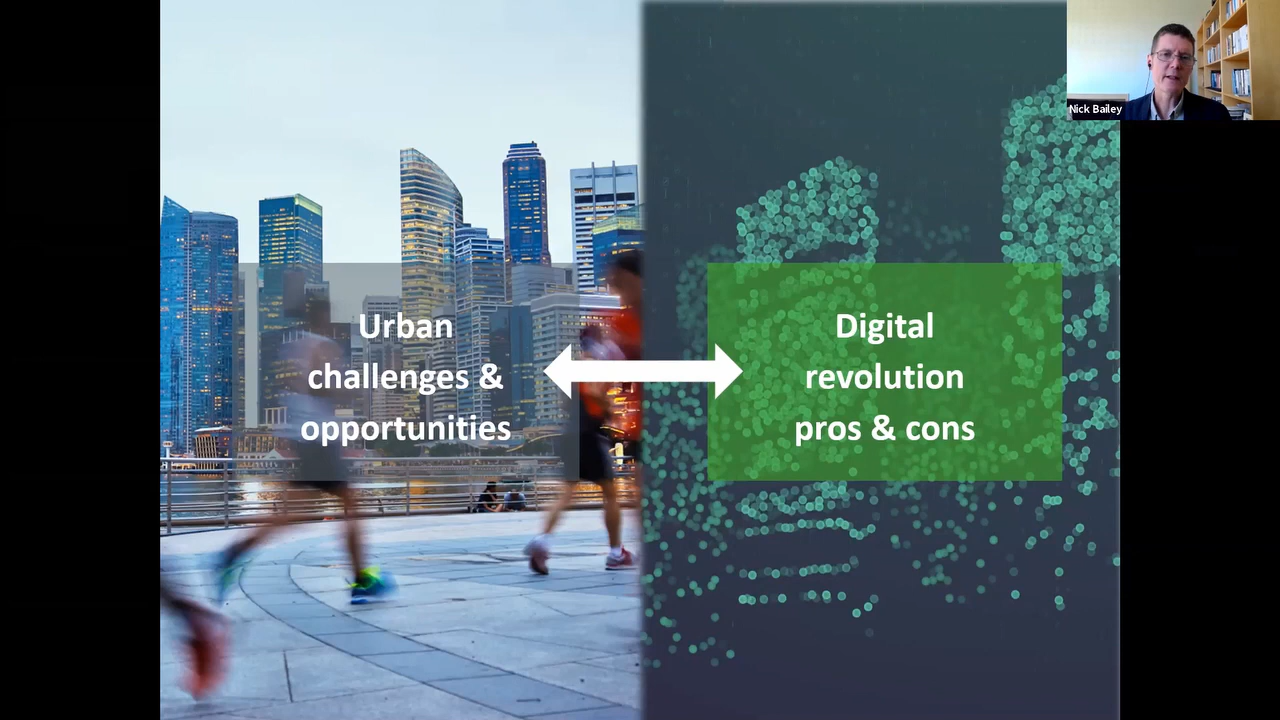 Nick Bailey
Urban
challenges &
opportunities
Digital
revolution
pros & cons